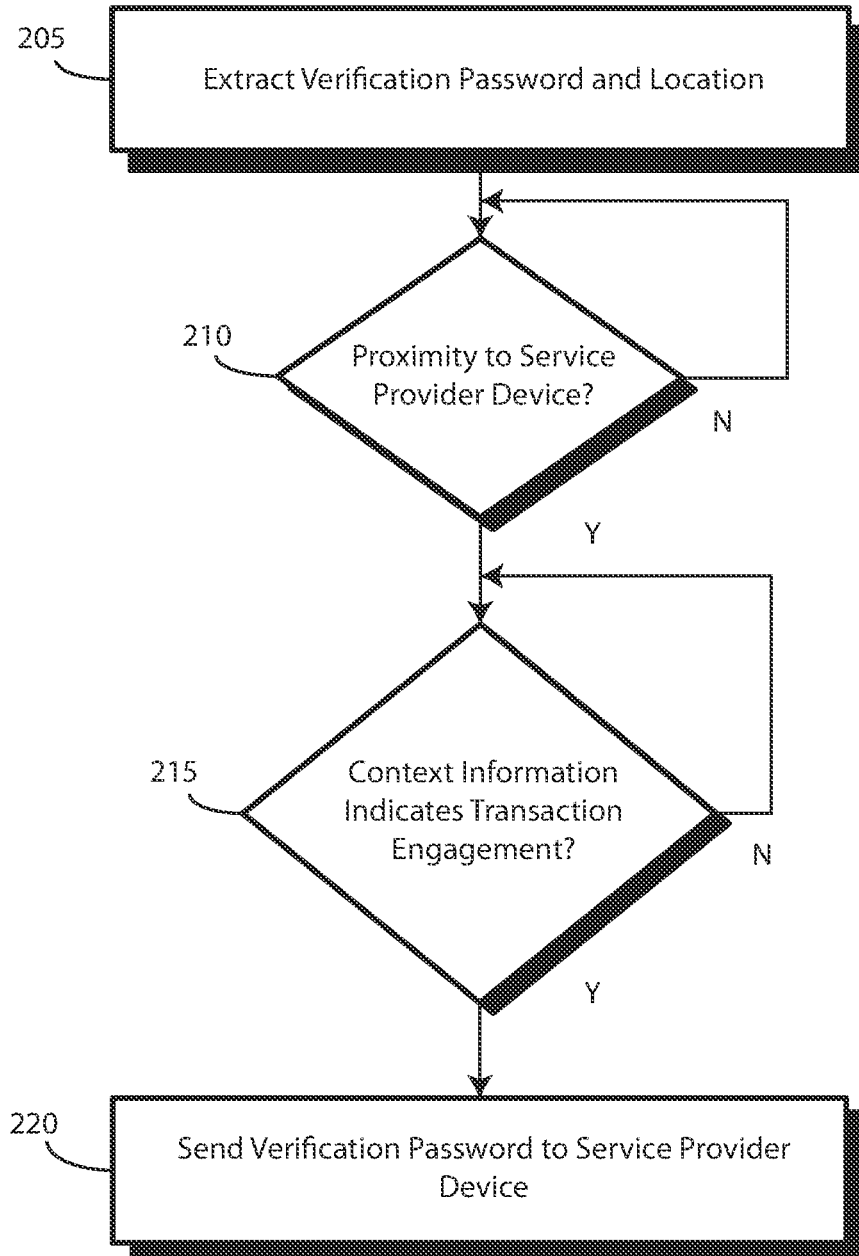 205
Extract Verification Password and Location
210
Proximity to Service
Provider Device?
N
Y
215
Context Information
Indicates Transaction
Engagement?
N
Y
220
Send Verification Password to Service Provider
Device